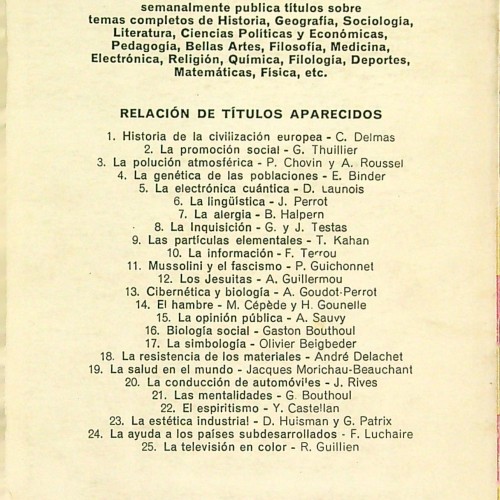 semanalmente publica títulos sobre
temas completos de Historia, Geografía, Sociología,
Literatura, Ciencias Políticas y Económicas,
Pedagogía, Bellas Artes, Filosofía, Medicina,
Electrónica, Religión, Química, Filología, Deportes,
Matemáticas, Física, etc.
RELACIÓN DE TÍTULOS APARECIDOS
1. Historia de la civilización europea - C. Delmas
2. La promoción social - G. Thuillier
3. La polución atmosférica - P. Chovin y A. Roussel
4. La genética de las poblaciones - E. Binder
5. La electrónica cuántica - D. Launois
6. La lingüística - J. Perrot
7. La alergia - B. Halpern
8. La Inquisición - G. y J. Testas
9. Las partículas elementales - T. Kahan
10. La información - F. Terrou
11. Mussolini y el fascismo - P. Guichonnet
12. Los Jesuitas - A. Guillermou
13. Cibernética y biología - A. Goudot-Perrot
14. El hambre - M. Cépède y H. Gounelle
15. La opinión pública - A. Sauvy
16. Biología social - Gaston Bouthoul
17. La simbología - Olivier Beigbeder
18. La resistencia de los materiales - André Delachet
19. La salud en el mundo - Jacques Morichau-Beauchant
20. La conducción de automóviles - J. Rives
21. Las mentalidades - G. Bouthoul
22. El espiritismo - Y. Castellan
23. La estética industrial - D. Huisman y G. Patrix
24. La ayuda a los países subdesarrollados - F. Luchaire
25. La televisión en color - R. Guillien